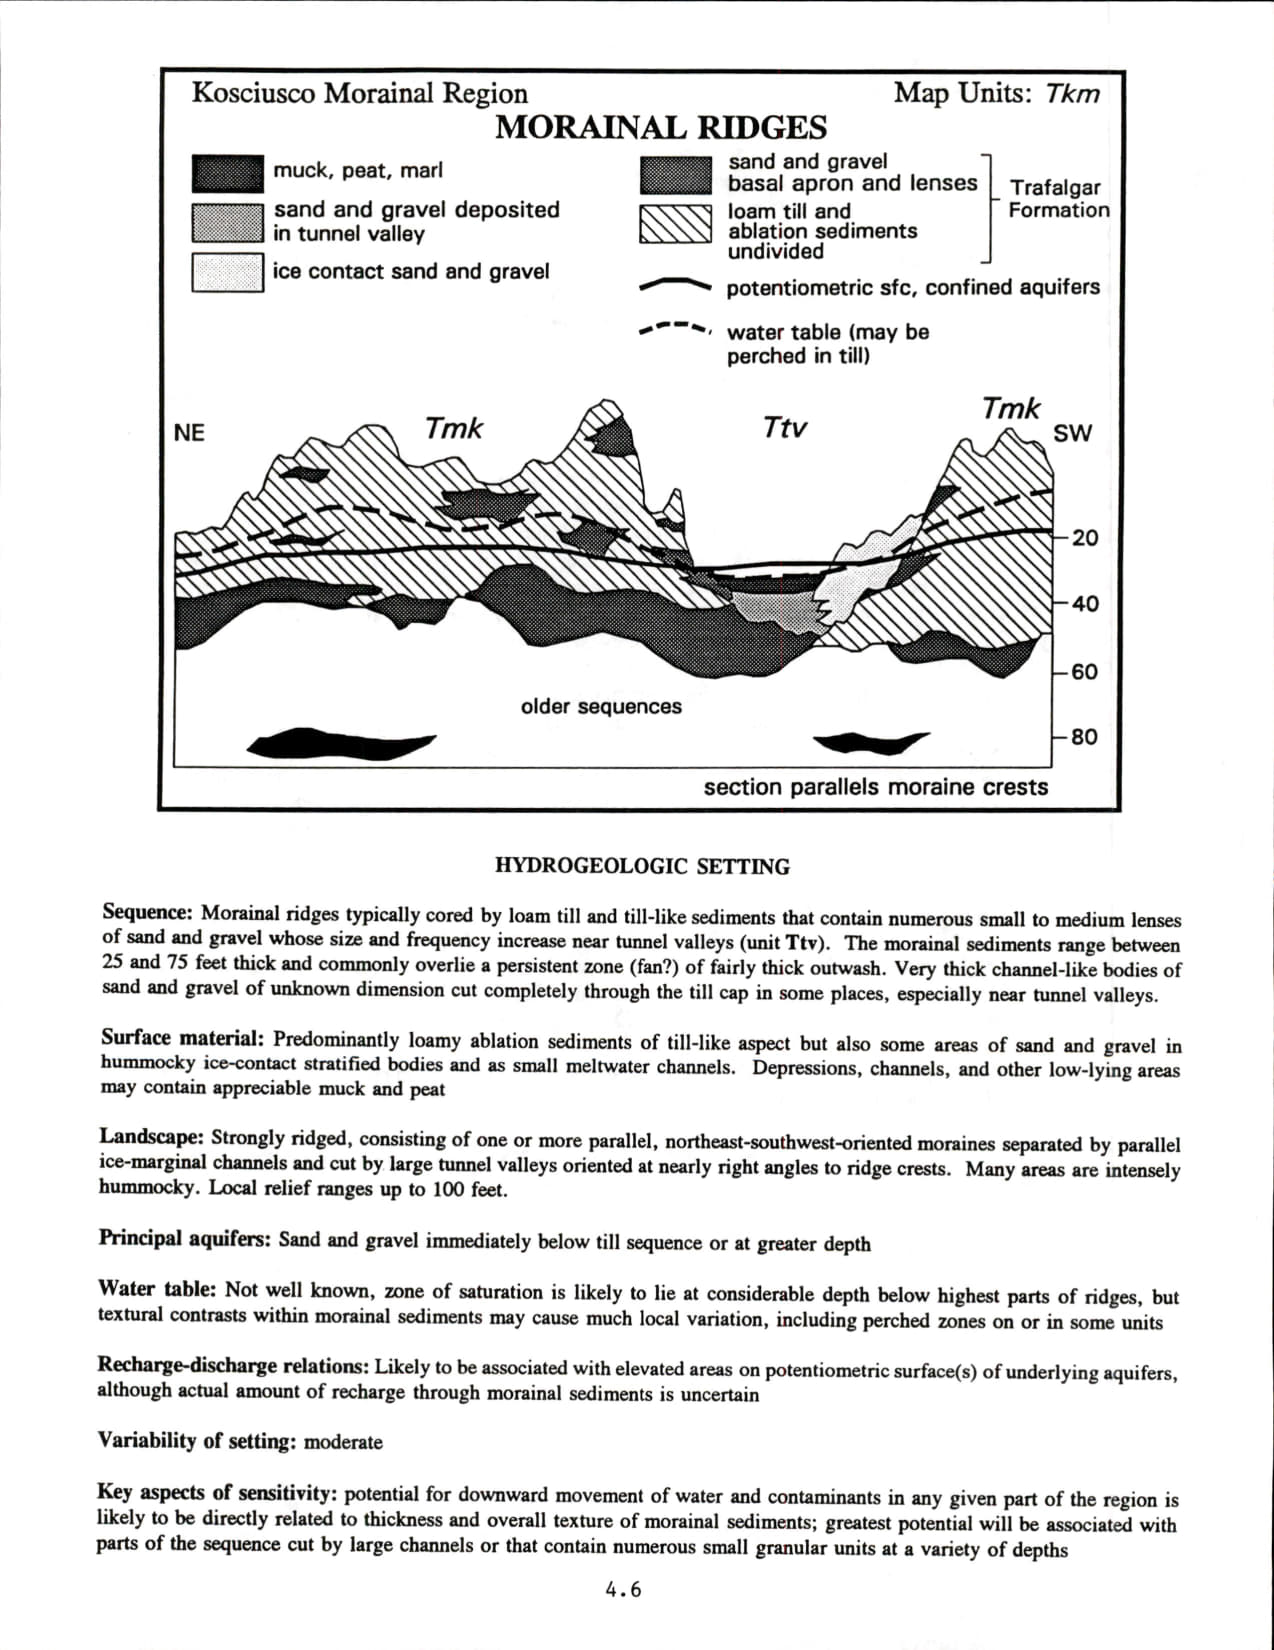 Kosciusco Morainal Region
Map Units: Tkm
MORAINAL RIDGES
muck, peat, marl
sand and gravel deposited
in tunnel valley
ice contact sand and gravel
sand and gravel
basal apron and lenses
loam till and
ablation sediments
undivided
Trafalgar
Formation
potentiometric sfc, confined aquifers
water table (may be
perched in till)
NE
Tmk
Ttv
Tmk
SW
20
40
60
80
older sequences
section parallels moraine crests
HYDROGEOLOGIC SETTING
Sequence: Morainal ridges typically cored by loam till and till-like sediments that contain numerous small to medium lenses
of sand and gravel whose size and frequency increase near tunnel valleys (unit Ttv). The morainal sediments range between
25 and 75 feet thick and commonly overlie a persistent zone (fan?) of fairly thick outwash. Very thick channel-like bodies of
sand and gravel of unknown dimension cut completely through the till cap in some places, especially near tunnel valleys.
Surface material: Predominantly loamy ablation sediments of till-like aspect but also some areas of sand and gravel in
hummocky ice-contact stratified bodies and as small meltwater channels. Depressions, channels, and other low-lying areas
may contain appreciable muck and peat
Landscape: Strongly ridged, consisting of one or more parallel, northeast-southwest-oriented moraines separated by parallel
ice-marginal channels and cut by large tunnel valleys oriented at nearly right angles to ridge crests. Many areas are intensely
hummocky. Local relief ranges up to 100 feet.
Principal aquifers: Sand and gravel immediately below till sequence or at greater depth
Water table: Not well known, zone of saturation is likely to lie at considerable depth below highest parts of ridges, but
textural contrasts within morainal sediments may cause much local variation, including perched zones on or in some units
Recharge-discharge relations: Likely to be associated with elevated areas on potentiometric surface(s) of underlying aquifers,
although actual amount of recharge through morainal sediments is uncertain
Variability of setting: moderate
Key aspects of sensitivity: potential for downward movement of water and contaminants in any given part of the region is
likely to be directly related to thickness and overall texture of morainal sediments; greatest potential will be associated with
parts of the sequence cut by large channels or that contain numerous small granular units at a variety of depths
4.6